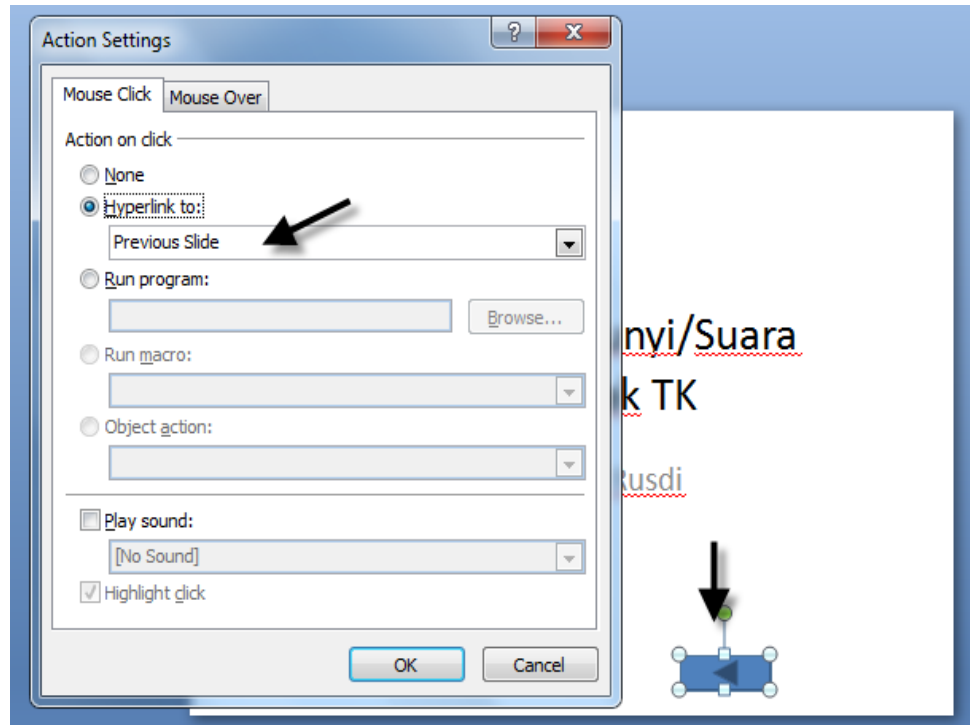 Action Settings
Mouse Click Mouse Over
Action on click
None
Hyperlink to:
Previous Slide
Run program:
Browse...
Run macro:
Object action:
Play sound:
[No Sound]
Highlight click
OK Cancel
nyi/Suara
k TK
Rusdi